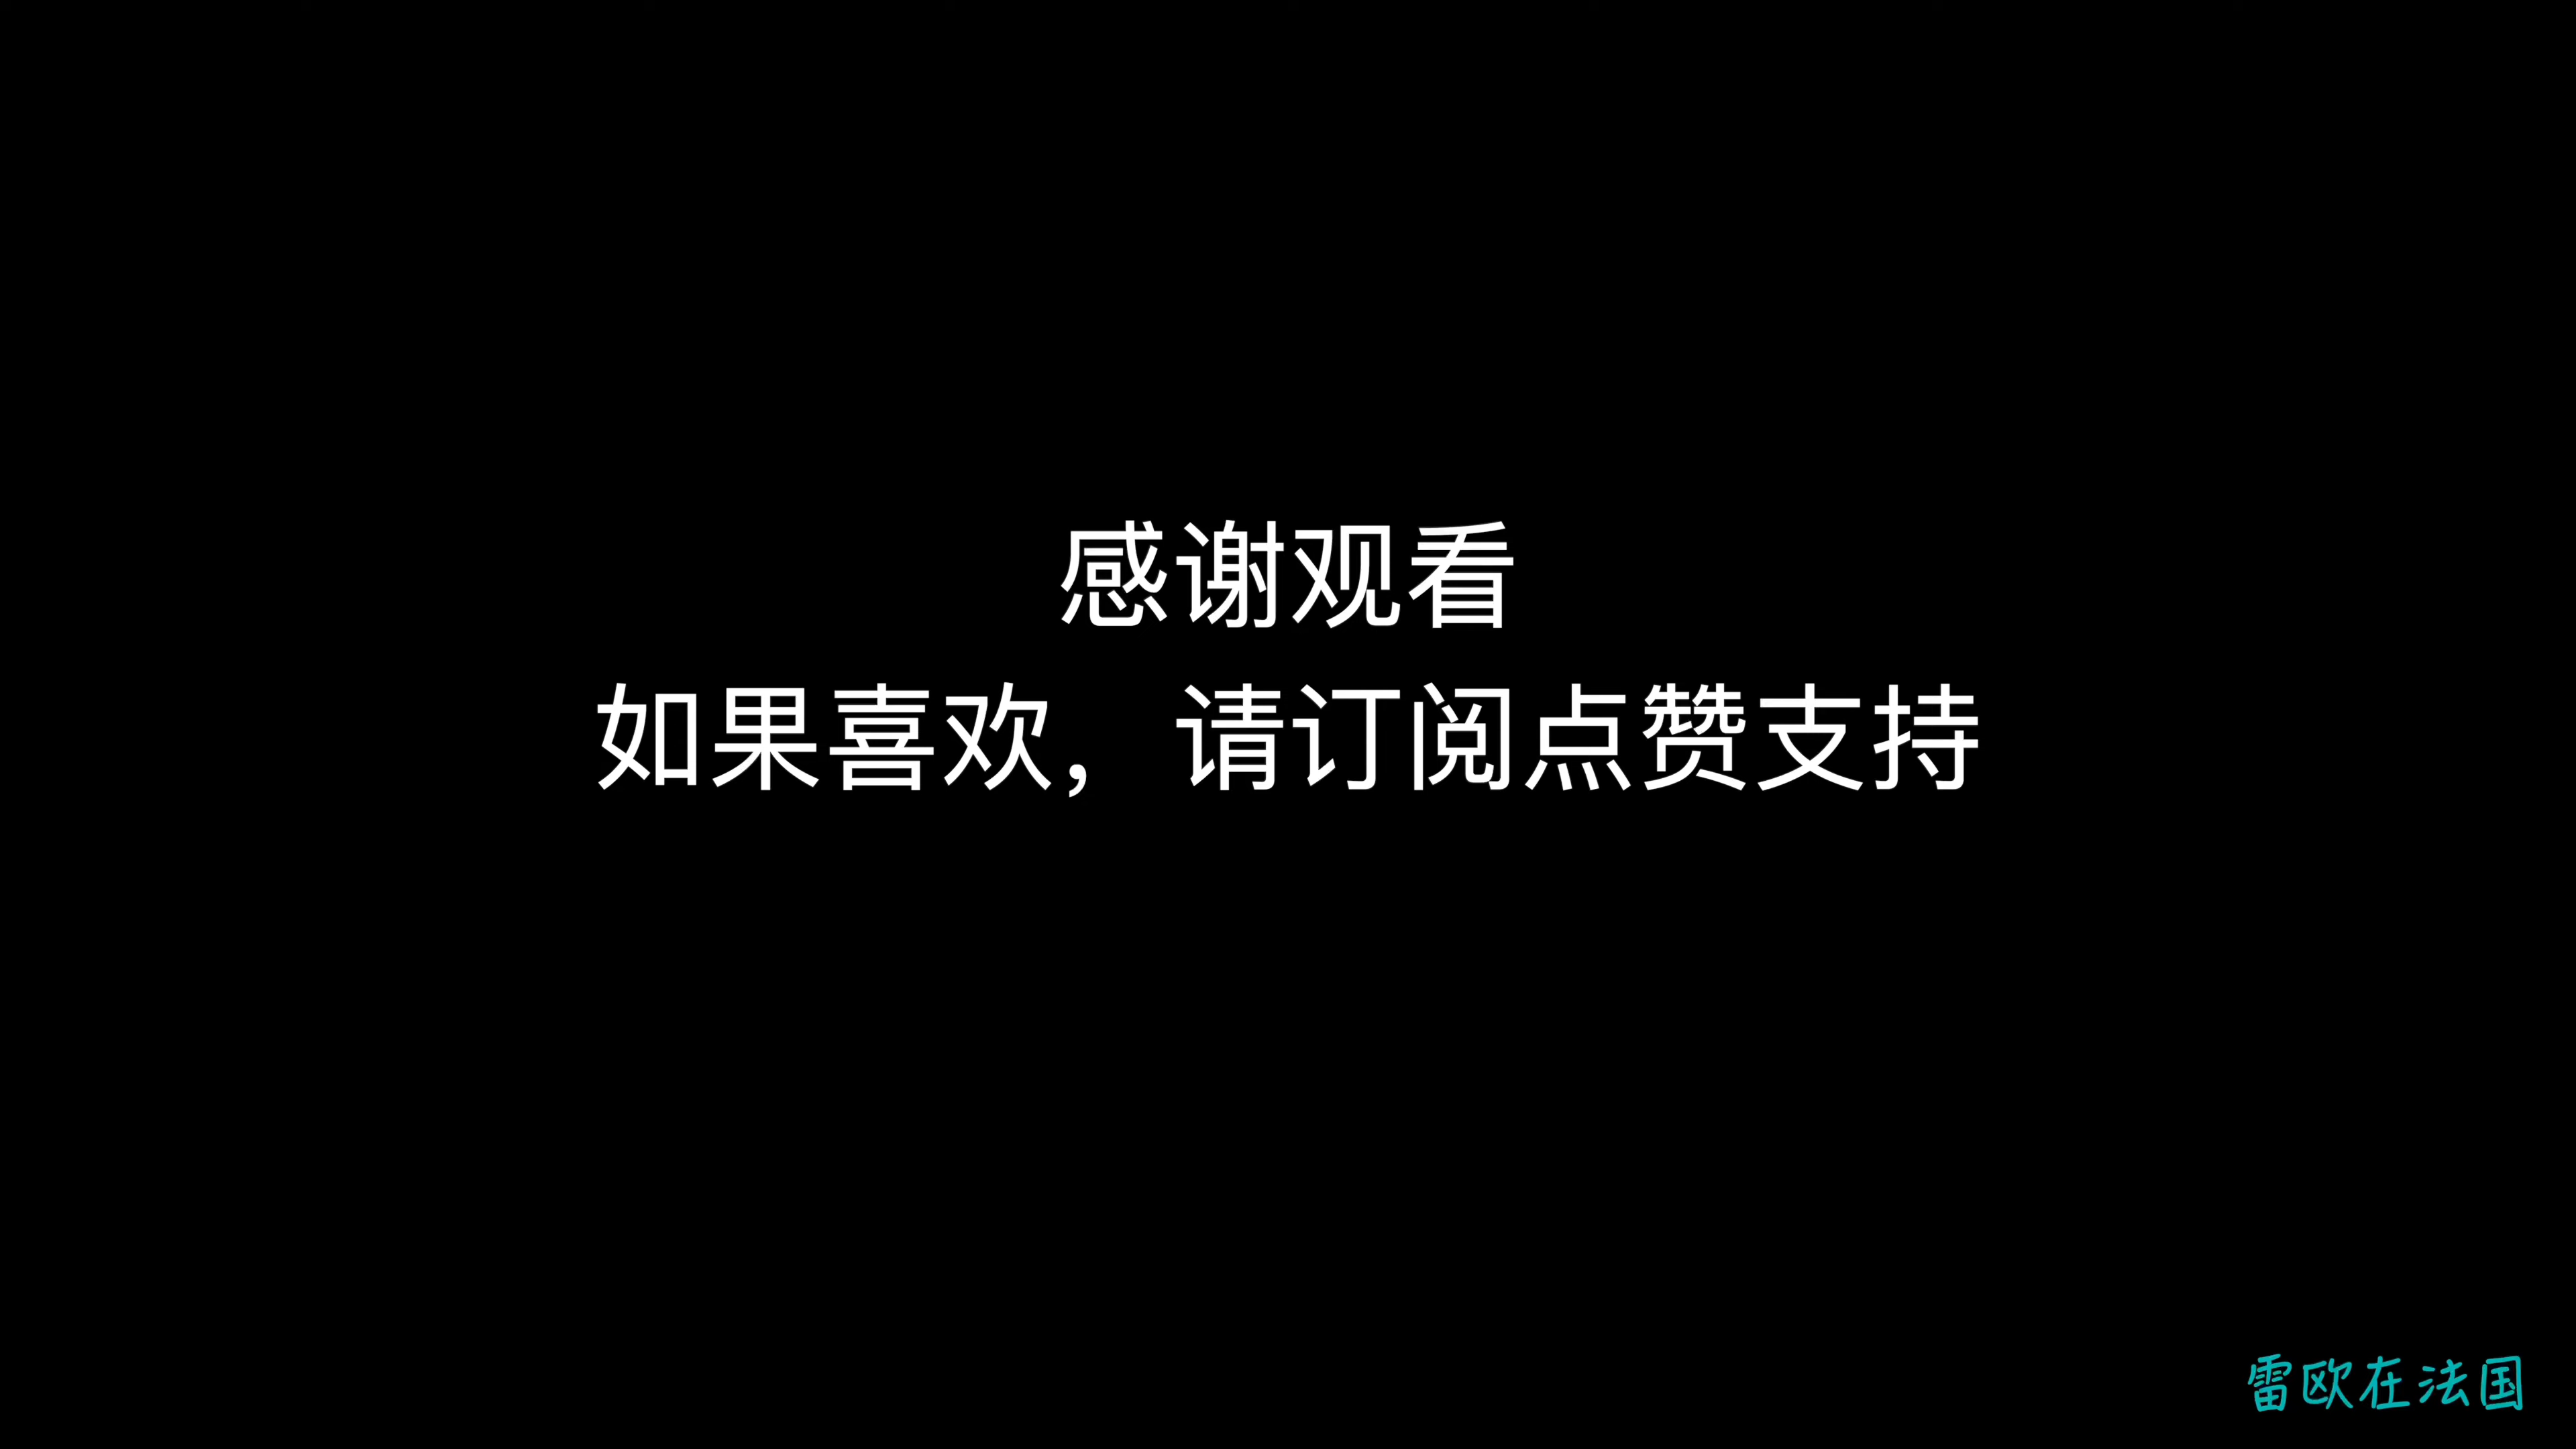 感谢观看
如果喜欢，请订阅点赞支持
雷欧在法国